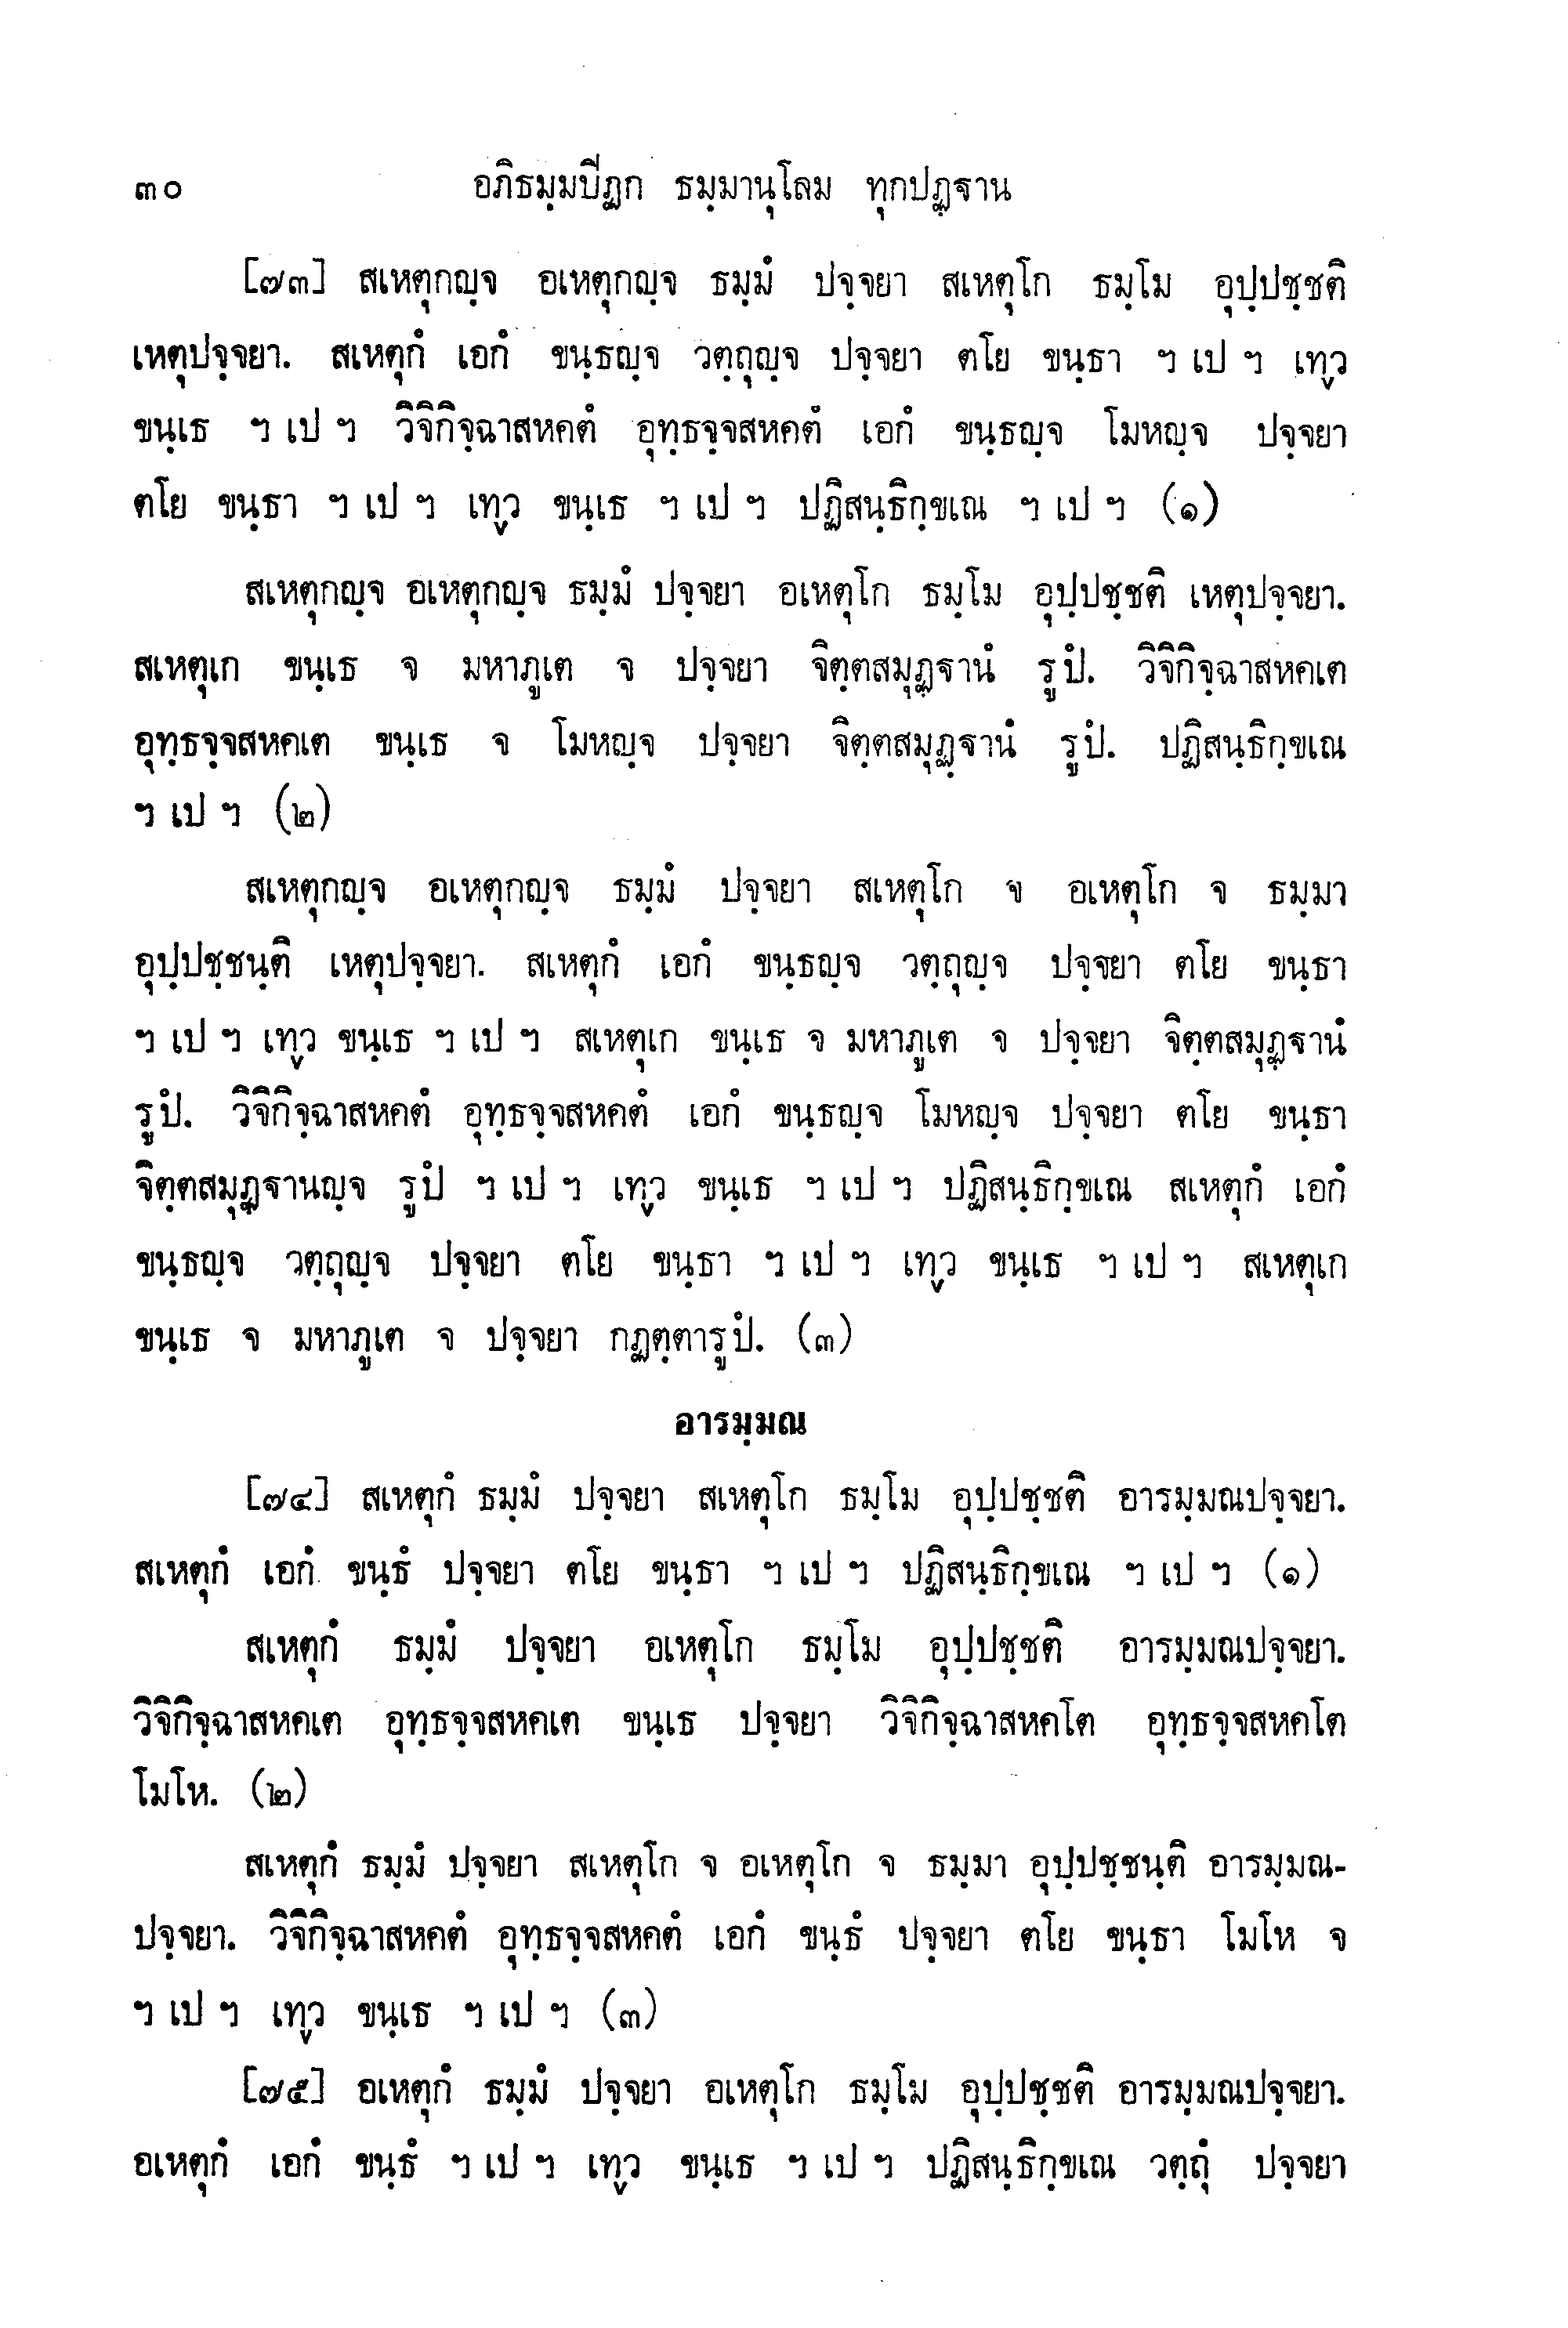 ๓๐ อภิธมฺมปีฏก ธมฺมานุโลม ทุกปฏฺฐาน
[๗๓] สเหตุกญฺจ อเหตุกญฺจ ธมฺมํ ปจฺจยา สเหตุโก ธมฺโม อุปฺปชฺชติ
เหตุปจฺจยา. สเหตุกํ เอกํ ขนฺธญฺจ วตฺถุญฺจ ปจฺจยา ตโย ขนฺธา ฯ เป ฯ เทฺว
ขนฺเธ ฯ เป ฯ วิจิกิจฺฉาสหคตํ อุทฺธจฺจสหคตํ เอกํ ขนฺธญฺจ โมหญฺจ ปจฺจยา
ตโย ขนฺธา ฯ เป ฯ เทฺว ขนฺเธ ฯ เป ฯ ปฏิสนฺธิกฺขเณ ฯ เป ฯ (๑)
สเหตุกญฺจ อเหตุกญฺจ ธมฺมํ ปจฺจยา อเหตุโก ธมฺโม อุปฺปชฺชติ เหตุปจฺจยา.
สเหตุเก ขนฺเธ จ มหาภูเต จ ปจฺจยา จิตฺตสมุฏฺฐานํ รูปํ. วิจิกิจฺฉาสหคเต
อุทฺธจฺจสหคเต ขนฺเธ จ โมหญฺจ ปจฺจยา จิตฺตสมุฏฺฐานํ รูปํ. ปฏิสนฺธิกฺขเณ
ฯ เป ฯ (๒)
สเหตุกญฺจ อเหตุกญฺจ ธมฺมํ ปจฺจยา สเหตุโก จ อเหตุโก จ ธมฺมา
อุปฺปชฺชนฺติ เหตุปจฺจยา. สเหตุกํ เอกํ ขนฺธญฺจ วตฺถุญฺจ ปจฺจยา ตโย ขนฺธา
ฯ เป ฯ เทฺว ขนฺเธ ฯ เป ฯ สเหตุเก ขนฺเธ จ มหาภูเต จ ปจฺจยา จิตฺตสมุฏฺฐานํ
รูปํ. วิจิกิจฺฉาสหคตํ อุทฺธจฺจสหคตํ เอกํ ขนฺธญฺจ โมหญฺจ ปจฺจยา ตโย ขนฺธา
จิตฺตสมุฏฺฐานญฺจ รูปํ ฯ เป ฯ เทฺว ขนฺเธ ฯ เป ฯ ปฏิสนฺธิกฺขเณ สเหตุกํ เอกํ
ขนฺธญฺจ วตฺถุญฺจ ปจฺจยา ตโย ขนฺธา ฯ เป ฯ เทฺว ขนฺเธ ฯ เป ฯ สเหตุเก
ขนฺเธ จ มหาภูเต จ ปจฺจยา กฏตฺตารูปํ. (๓)
อารมฺมณ
[๗๔] สเหตุกํ ธมฺมํ ปจฺจยา สเหตุโก ธมฺโม อุปฺปชฺชติ อารมฺมณปจฺจยา.
สเหตุกํ เอกํ ขนฺธํ ปจฺจยา ตโย ขนฺธา ฯ เป ฯ ปฏิสนฺธิกฺขเณ ฯ เป ฯ (๑)
สเหตุกํ ธมฺมํ ปจฺจยา อเหตุโก ธมฺโม อุปฺปชฺชติ อารมฺมณปจฺจยา.
วิจิกิจฺฉาสหคเต อุทฺธจฺจสหคเต ขนฺเธ ปจฺจยา วิจิกิจฺฉาสหคโต อุทฺธจฺจสหคโต
โมโห. (๒)
สเหตุกํ ธมฺมํ ปจฺจยา สเหตุโก จ อเหตุโก จ ธมฺมา อุปฺปชฺชนฺติ อารมฺมณ-
ปจฺจยา. วิจิกิจฺฉาสหคตํ อุทฺธจฺจสหคตํ เอกํ ขนฺธํ ปจฺจยา ตโย ขนฺธา โมโห จ
ฯ เป ฯ เทฺว ขนฺเธ ฯ เป ฯ (๓)
[๗๕] อเหตุกํ ธมฺมํ ปจฺจยา อเหตุโก ธมฺโม อุปฺปชฺชติ อารมฺมณปจฺจยา.
อเหตุกํ เอกํ ขนฺธํ ฯ เป ฯ เทฺว ขนฺเธ ฯ เป ฯ ปฏิสนฺธิกฺขเณ วตฺถุํ ปจฺจยา